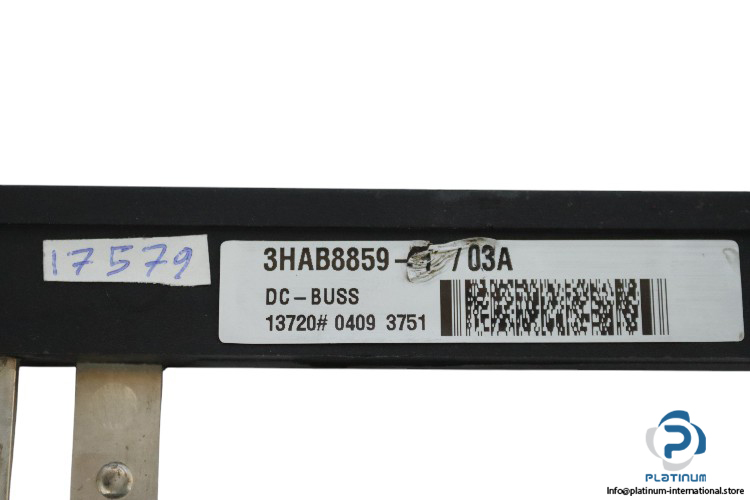 17579
3HAB8859- /03A
DC-BUSS
13720# 0409 3751
PLATINUM
Info@platinum-international.store